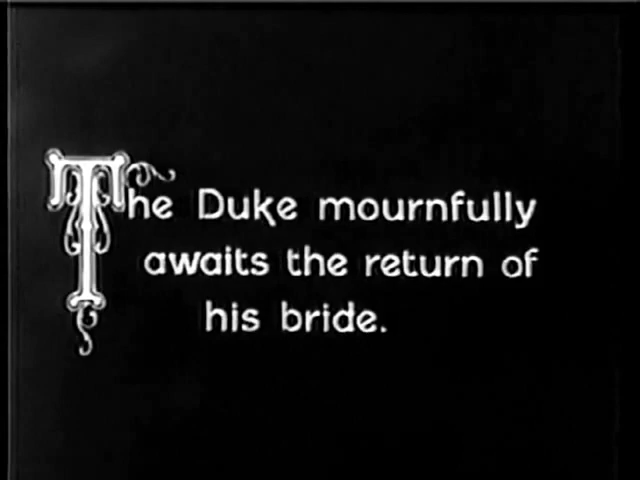 The Duke mournfully
awaits the return of
his bride.